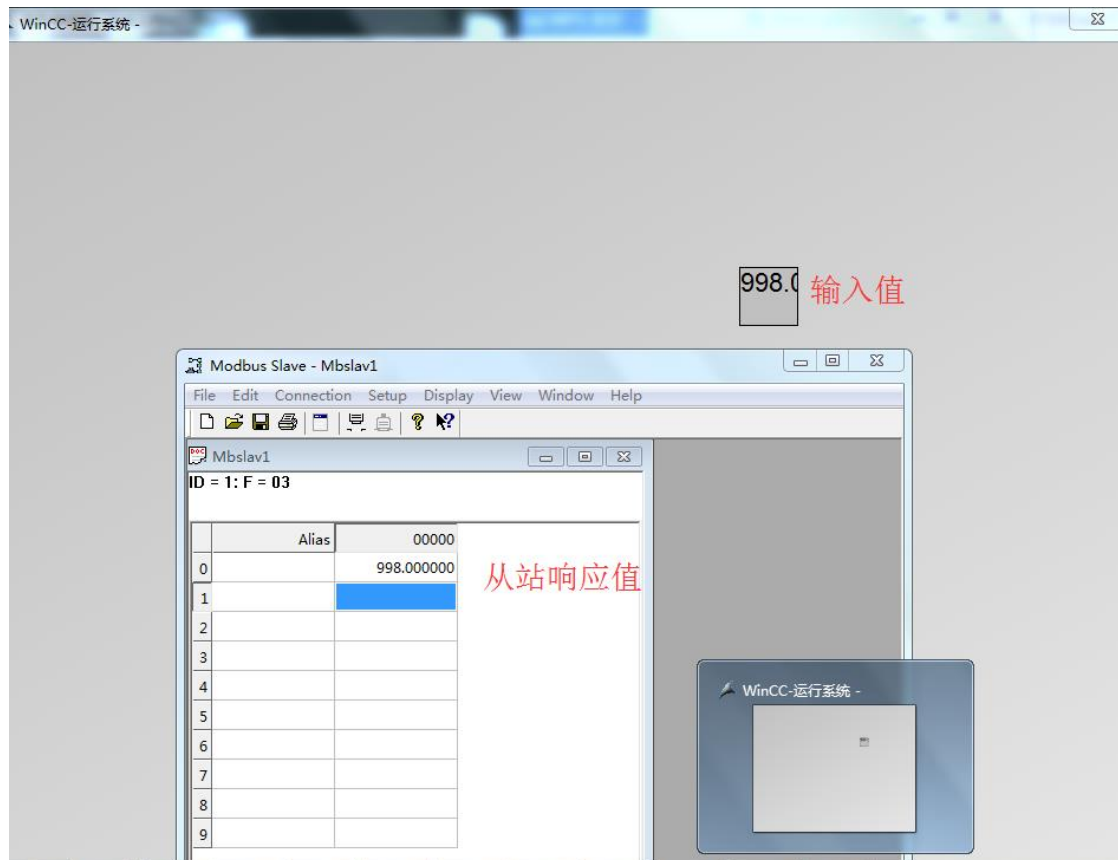 WinCC-运行系统 -
998.0
输入值
Modbus Slave - Mbslav1
File Edit Connection Setup Display View Window Help
Mbslav1
ID = 1: F = 03
Alias 00000
0 998.000000
从站响应值
1
2
3
4
5
6
7
8
9
WinCC-运行系统 -